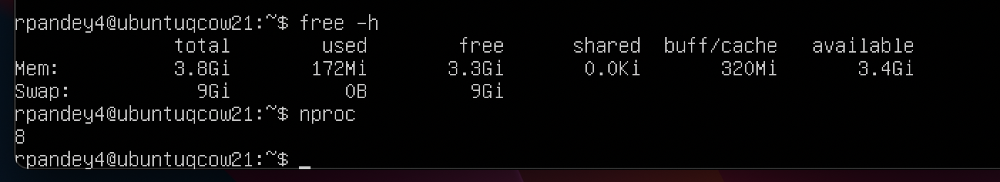 rpandey4@ubuntuqcow21:~$ free -h
total used free shared buff/cache available
Mem: 3.8Gi 172Mi 3.3Gi 0.0Ki 320Mi 3.4Gi
Swap: 9Gi 0B 9Gi
rpandey4@ubuntuqcow21:~$ nproc
8
rpandey4@ubuntuqcow21:~$ _